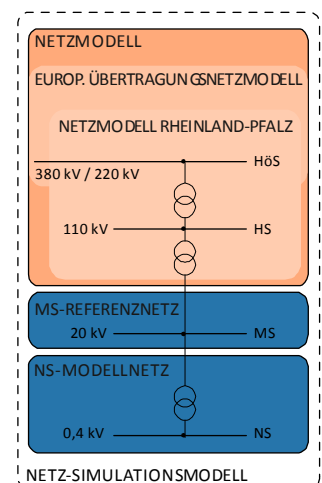 NETZMODELL
EUROP. ÜBERTRAGUNGSNETZMODELL
NETZMODELL RHEINLAND-PFALZ
HöS
380 kV / 220 kV
110 kV HS
MS-REFERENZNETZ
20 kV MS
NS-MODELLNETZ
0,4 kV NS
NETZ-SIMULATIONSMODELL